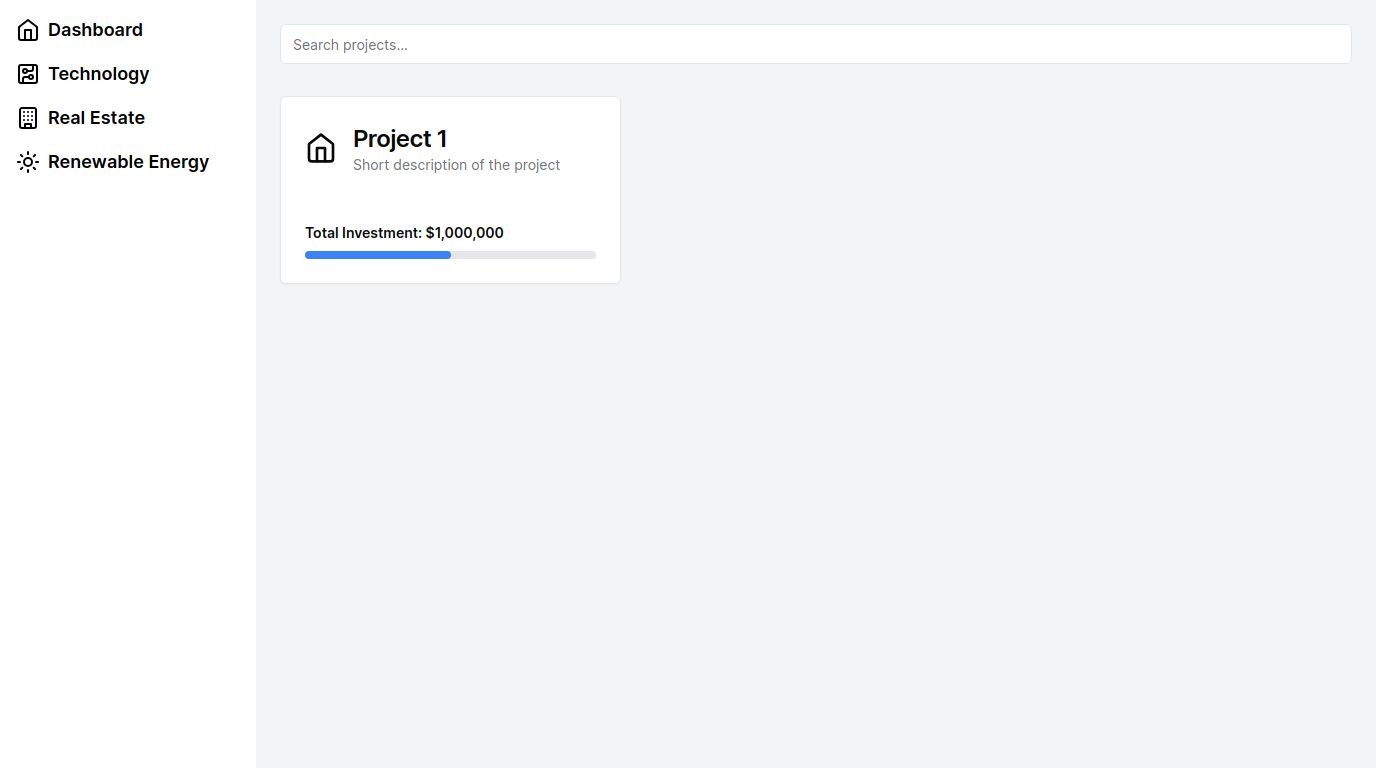 Dashboard
Technology
Real Estate
Renewable Energy
Search projects...
Project 1
Short description of the project
Total Investment: $1,000,000